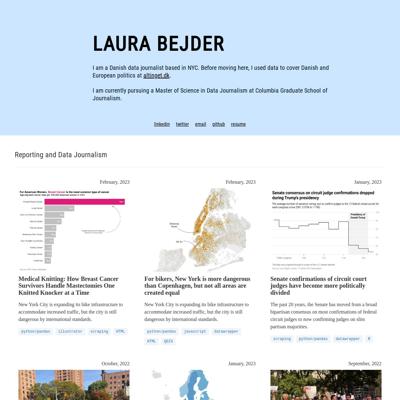 LAURA BEJDER
I am a Danish data journalist based in NYC. Before moving here, I used data to cover Danish and
European politics at altinget.dk.
I am currently pursuing a Master of Science in Data Journalism at Columbia Graduate School of
Journalism.
linkedin twitter email github resume
Reporting and Data Journalism
February, 2023
Medical Knitting: How Breast Cancer
Survivors Handle Mastectomies One
Knitted Knocker at a Time
New York City is expanding its bike infrastructure to
accommodate increased traffic, but the city is still
dangerous by international standards.
python/pandas illustrator scraping HTML
February, 2023
For bikers, New York is more dangerous
than Copenhagen, but not all areas are
created equal
New York City is expanding its bike infrastructure to
accommodate increased traffic, but the city is still
dangerous by international standards.
python/pandas javascript datawrapper
HTML QGIS
January, 2023
Senate consensus on circuit judge confirmations dropped
during Trump's presidency
Senate confirmations of circuit court
judges have become more politically
divided
The past 20 years, the Senate has moved from a broad
bipartisan consensus on most confirmations of federal
circuit judges to now confirming judges on slim
partisan majorities.
scraping python/pandas datawrapper R
October, 2022
January, 2023
September, 2022